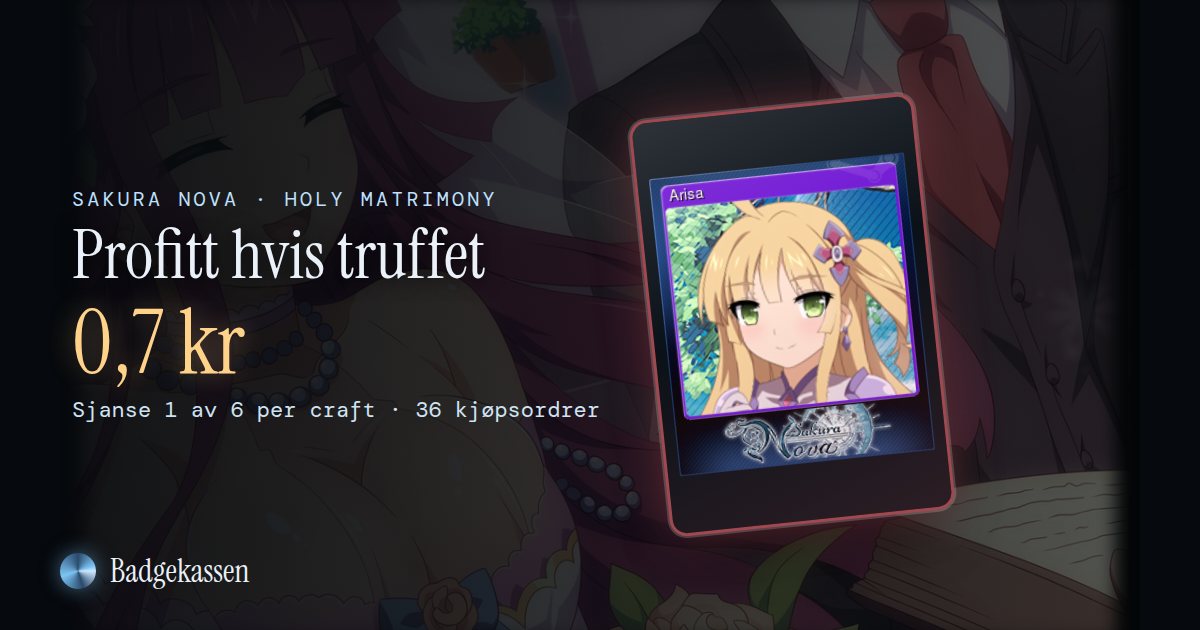 SAKURA NOVA · HOLY MATRIMONY
Profitt hvis truffet
0,7 kr
Sjanse 1 av 6 per craft · 36 kjøpsordrer
Badgekassen
Arisa
Sakura
Nova